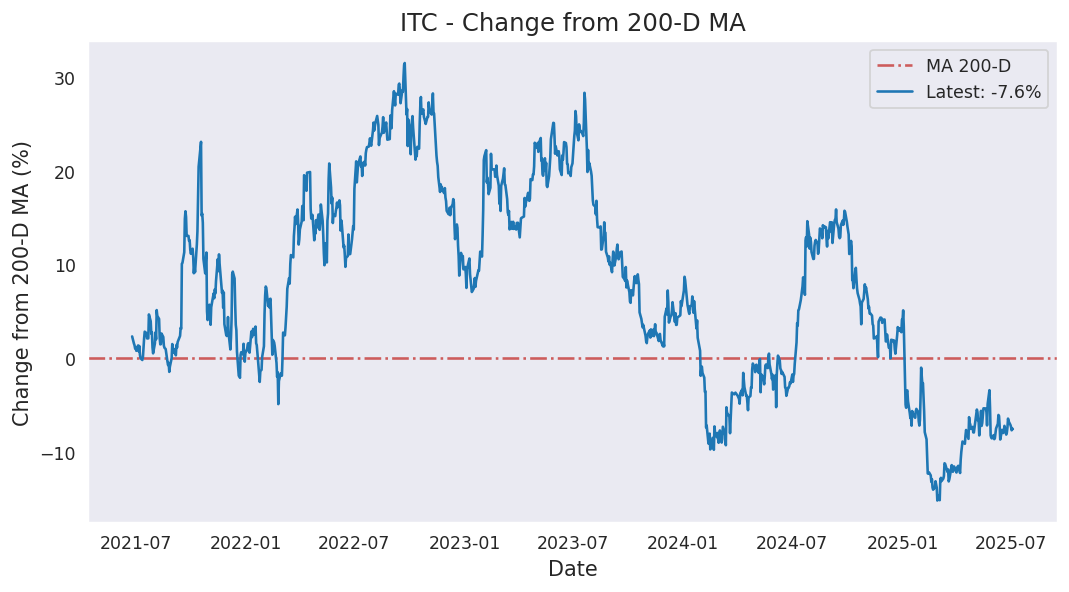 ITC - Change from 200-D MA
MA 200-D
Latest: -7.6%
Change from 200-D MA (%)
30
20
10
0
−10
2021-07 2022-01 2022-07 2023-01 2023-07 2024-01 2024-07 2025-01 2025-07
Date